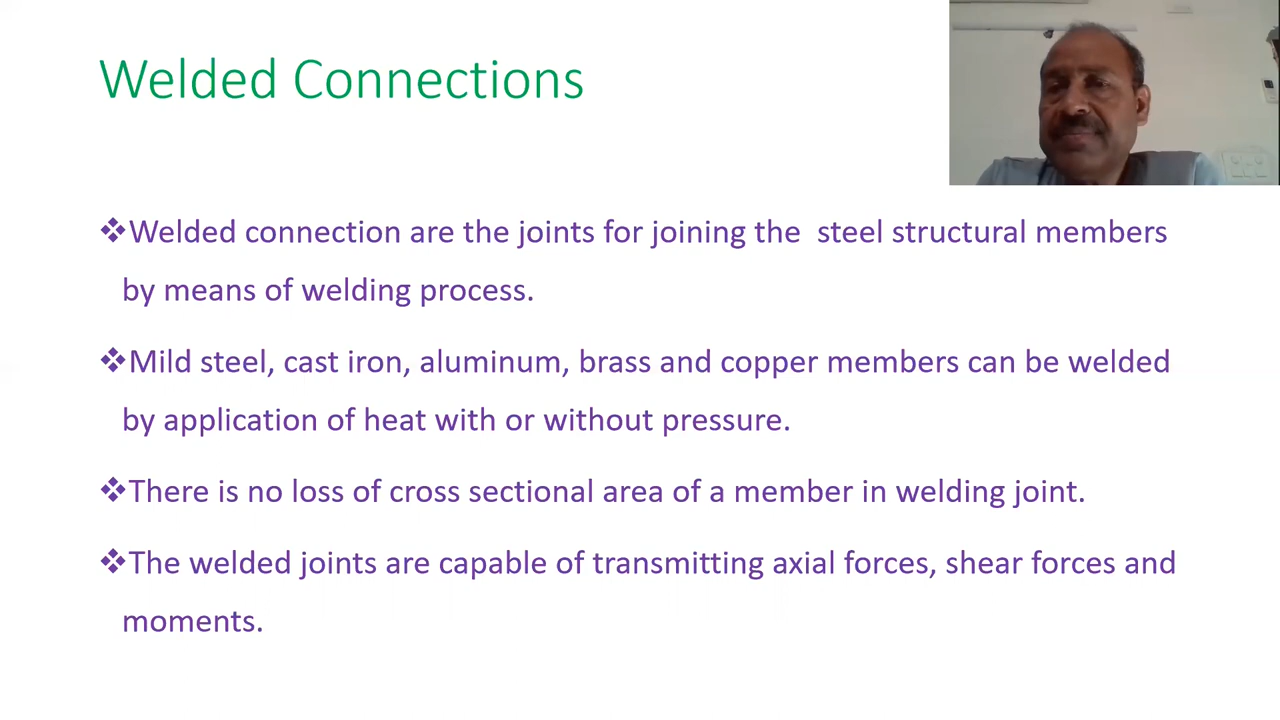 Welded Connections
❖Welded connection are the joints for joining the  steel structural members
by means of welding process.
❖Mild steel, cast iron, aluminum, brass and copper members can be welded
by application of heat with or without pressure.
❖There is no loss of cross sectional area of a member in welding joint.
❖The welded joints are capable of transmitting axial forces, shear forces and
moments.